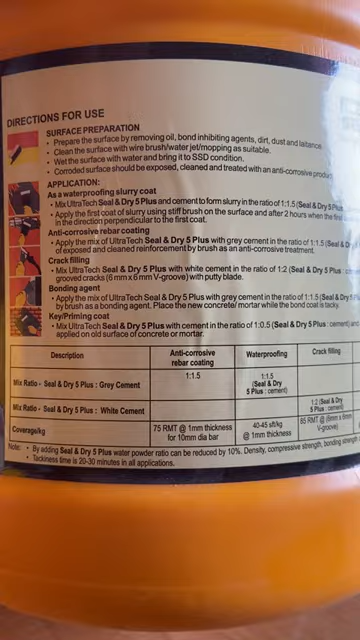 DIRECTIONS FOR USE
SURFACE PREPARATION
• Prepare the surface by removing oil, bond inhibiting agents, dirt, dust and laitance.
• Clean the surface with wire brush/water jet/mopping as suitable.
• Wet the surface with water and bring it to SSD condition.
• Corroded surface should be exposed, cleaned and treated with an anti-corrosive
APPLICATION:
As a waterproofing slurry coat
• Mix UltraTech Seal & Dry 5 Plus and cement to form slurry in the ratio of 1:1.5 (Seal & Dry 5
• Apply the first coat of slurry using stiff brush on the surface and after 2 hours when the first
in the direction perpendicular to the first coat.
Anti-corrosive rebar coating
• Apply the mix of UltraTech Seal & Dry 5 Plus with grey cement in the ratio of 1:1.5 (Seal & Dry
of exposed and cleaned reinforcement by brush as an anti-corrosive treatment.
Crack filling
• Mix UltraTech Seal & Dry 5 Plus with white cement in the ratio of 1:2 (Seal & Dry 5 Plus :
grooved cracks (6 mm x 6 mm V-groove) with putty blade.
Bonding agent
• Apply the mix of UltraTech Seal & Dry 5 Plus with grey cement in the ratio of 1:1.5 (Seal & Dry 5
by brush as a bonding agent. Place the new concrete/ mortar while the bond coat is tacky.
Key/Priming coat
• Mix UltraTech Seal & Dry 5 Plus with cement in the ratio of 1:0.5 (Seal & Dry 5 Plus : cement) and
applied on old surface of concrete or mortar.
Description Anti-corrosive rebar coating Waterproofing Crack filling
Mix Ratio - Seal & Dry 5 Plus : Grey Cement 1:1.5 1:1.5 (Seal & Dry 5 Plus : cement)
Mix Ratio - Seal & Dry 5 Plus : White Cement 1:2 (Seal & Dry 5 Plus : cement)
Coverage/kg 75 RMT @ 1mm thickness for 10mm dia bar 40-45 sft/kg @ 1mm thickness 85 RMT @ (6mm x 6mm V-groove)
Note: • By adding Seal & Dry 5 Plus water powder ratio can be reduced by 10%. Density, compressive strength, bonding strength
• Tackiness time is 20-30 minutes in all applications.